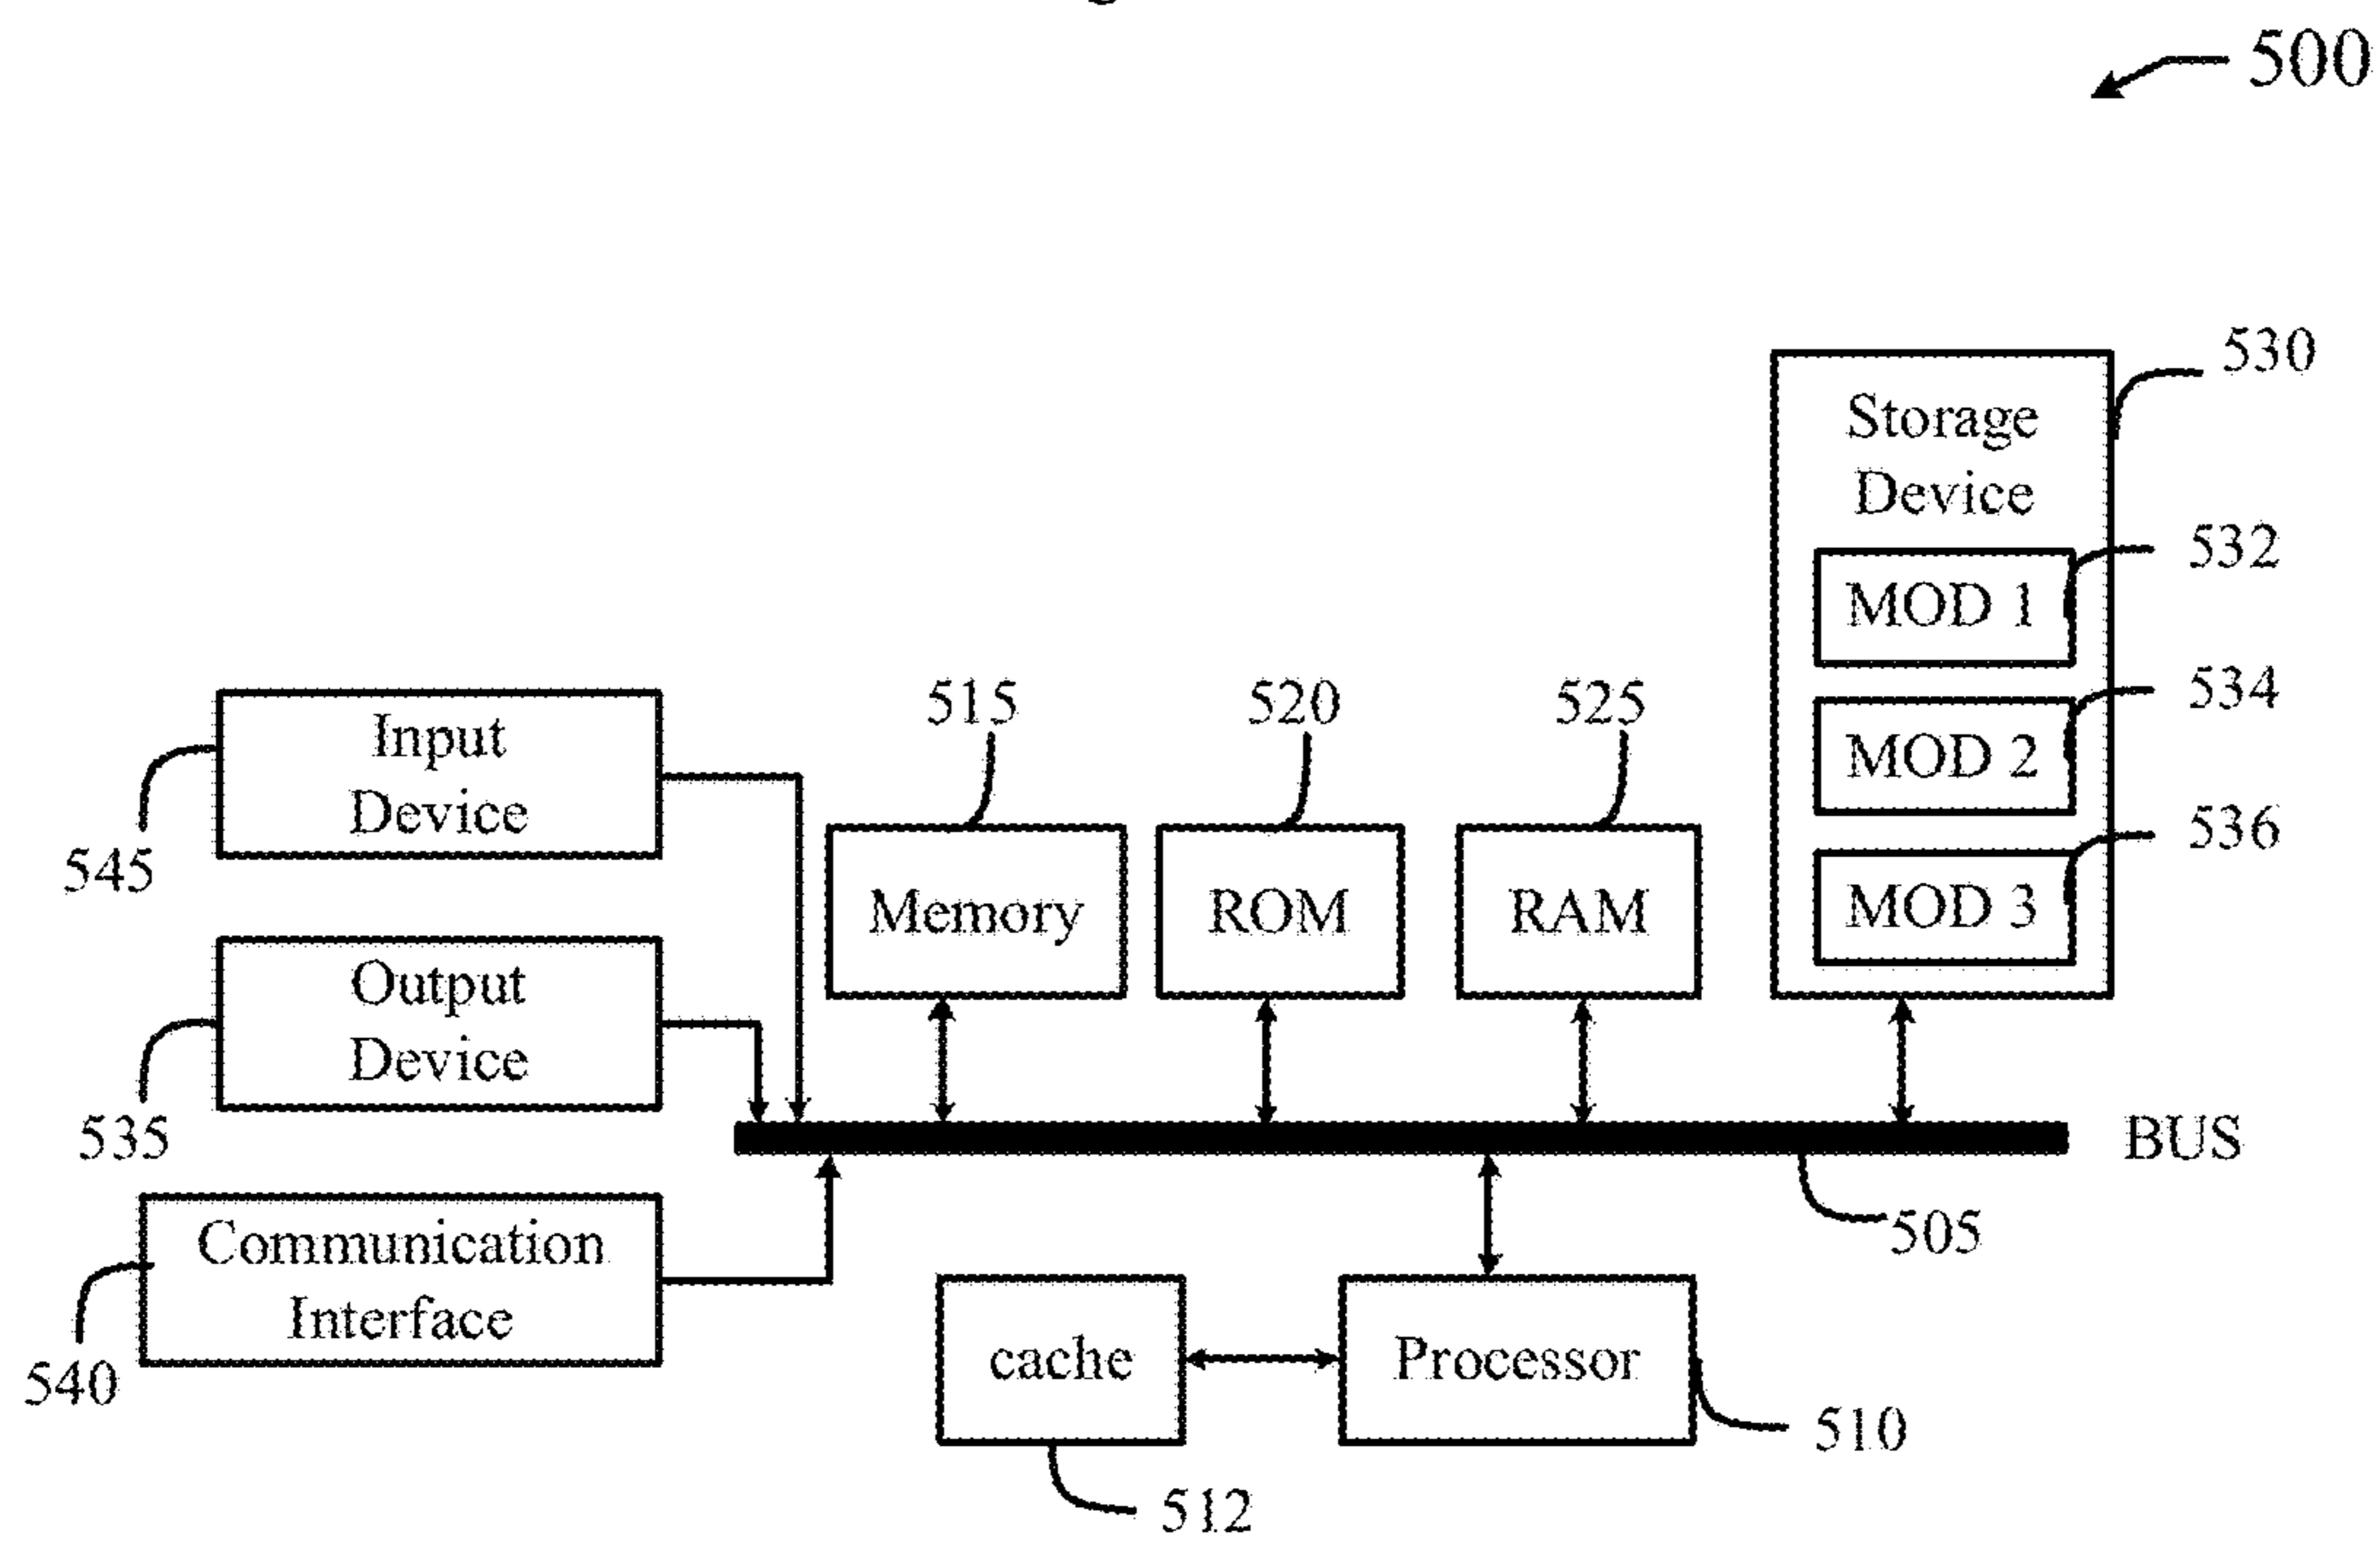 500
530
Storage
Device
532
MOD 1
534
MOD 2
536
MOD 3
515
520
525
Input
Device
545
Memory
ROM
RAM
Output
Device
535
BUS
505
Communication
Interface
540
cache
Processor
510
512